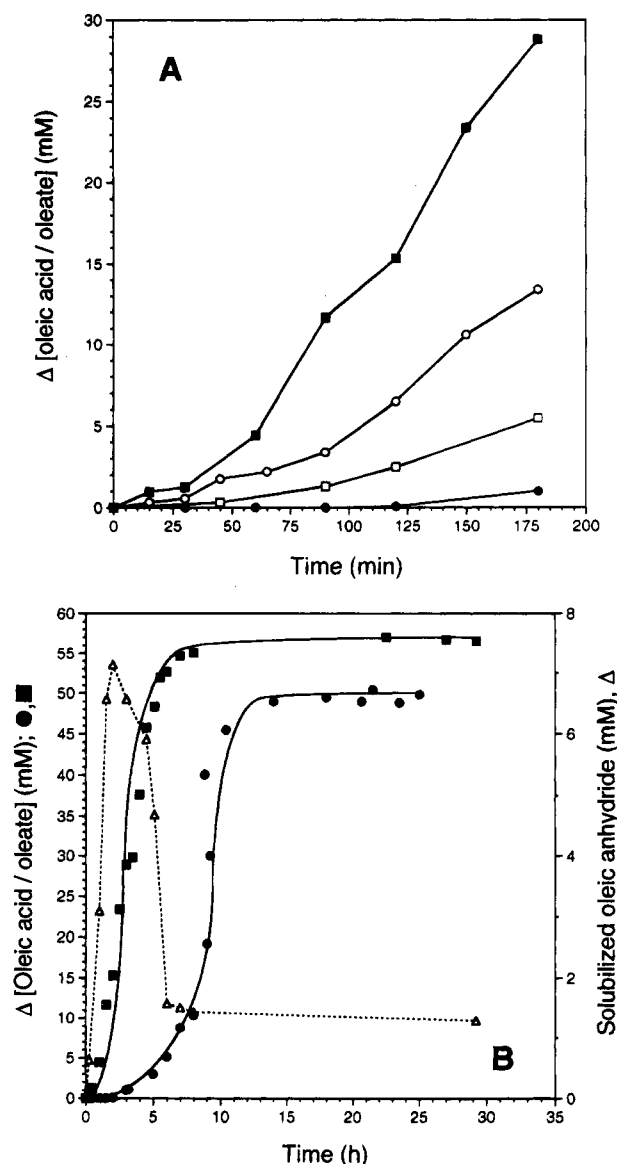 A
30
25
20
15
10
5
0
0 25 50 75 100 125 150 175 200
Δ [oleic acid / oleate] (mM)
Time (min)
B
60
55
50
45
40
35
30
25
20
15
10
5
0
8
6
4
2
0
0 5 10 15 20 25 30 35
Δ [Oleic acid / oleate] (mM); ●,■
Solubilized oleic anhydride (mM), Δ
Time (h)